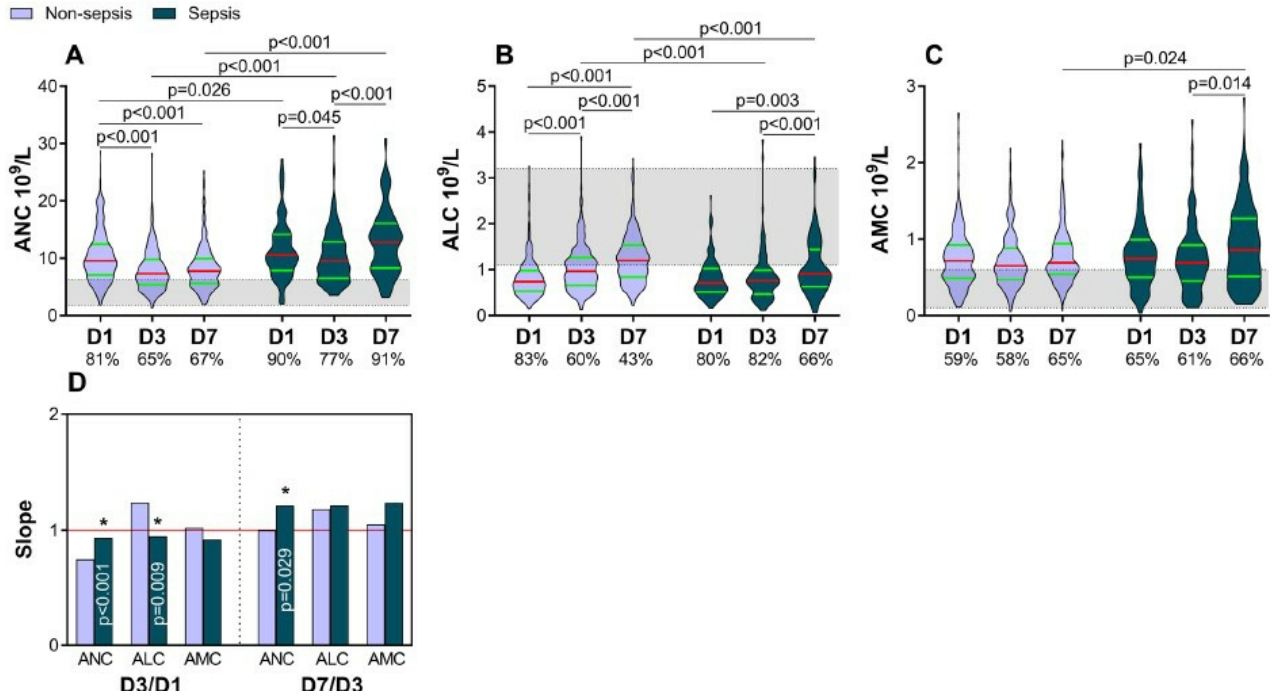 Non-sepsis Sepsis
A
p<0.001
p<0.001
p=0.026
p<0.001
p<0.001
p=0.045
p<0.001
ANC 10⁹/L
40
30
20
10
0
D1 D3 D7 D1 D3 D7
81% 65% 67% 90% 77% 91%
B
p<0.001
p<0.001
p<0.001
p<0.001
p=0.003
p<0.001
p<0.001
ALC 10⁹/L
5
4
3
2
1
0
D1 D3 D7 D1 D3 D7
83% 60% 43% 80% 82% 66%
C
p=0.024
p=0.014
AMC 10⁹/L
3
2
1
0
D1 D3 D7 D1 D3 D7
59% 58% 65% 65% 61% 66%
D
Slope
2
1
0
* * *
p<0.001
p=0.009
p=0.029
ANC ALC AMC ANC ALC AMC
D3/D1 D7/D3